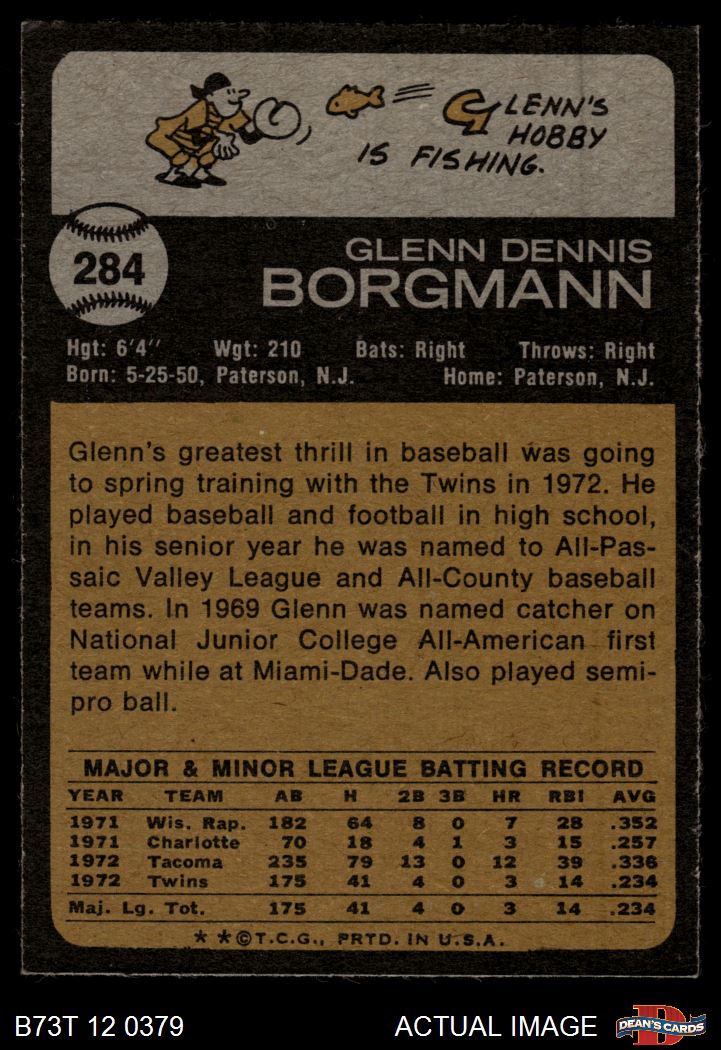 GLENN'S
HOBBY
IS FISHING.
284
GLENN DENNIS
BORGMANN
Hgt: 6'4" Wgt: 210 Bats: Right Throws: Right
Born: 5-25-50, Paterson, N.J. Home: Paterson, N.J.
Glenn's greatest thrill in baseball was going
to spring training with the Twins in 1972. He
played baseball and football in high school,
in his senior year he was named to All-Pas-
saic Valley League and All-County baseball
teams. In 1969 Glenn was named catcher on
National Junior College All-American first
team while at Miami-Dade. Also played semi-
pro ball.
MAJOR & MINOR LEAGUE BATTING RECORD
YEAR TEAM AB H 2B 3B HR RBI AVG
1971 Wis. Rap. 182 64 8 0 7 28 .352
1971 Charlotte 70 18 4 1 3 15 .257
1972 Tacoma 235 79 13 0 12 39 .336
1972 Twins 175 41 4 0 3 14 .234
Maj. Lg. Tot. 175 41 4 0 3 14 .234
* *©T.C.G., PRTD. IN U.S.A.
B73T 12 0379 ACTUAL IMAGE D DEAN'S CARDS